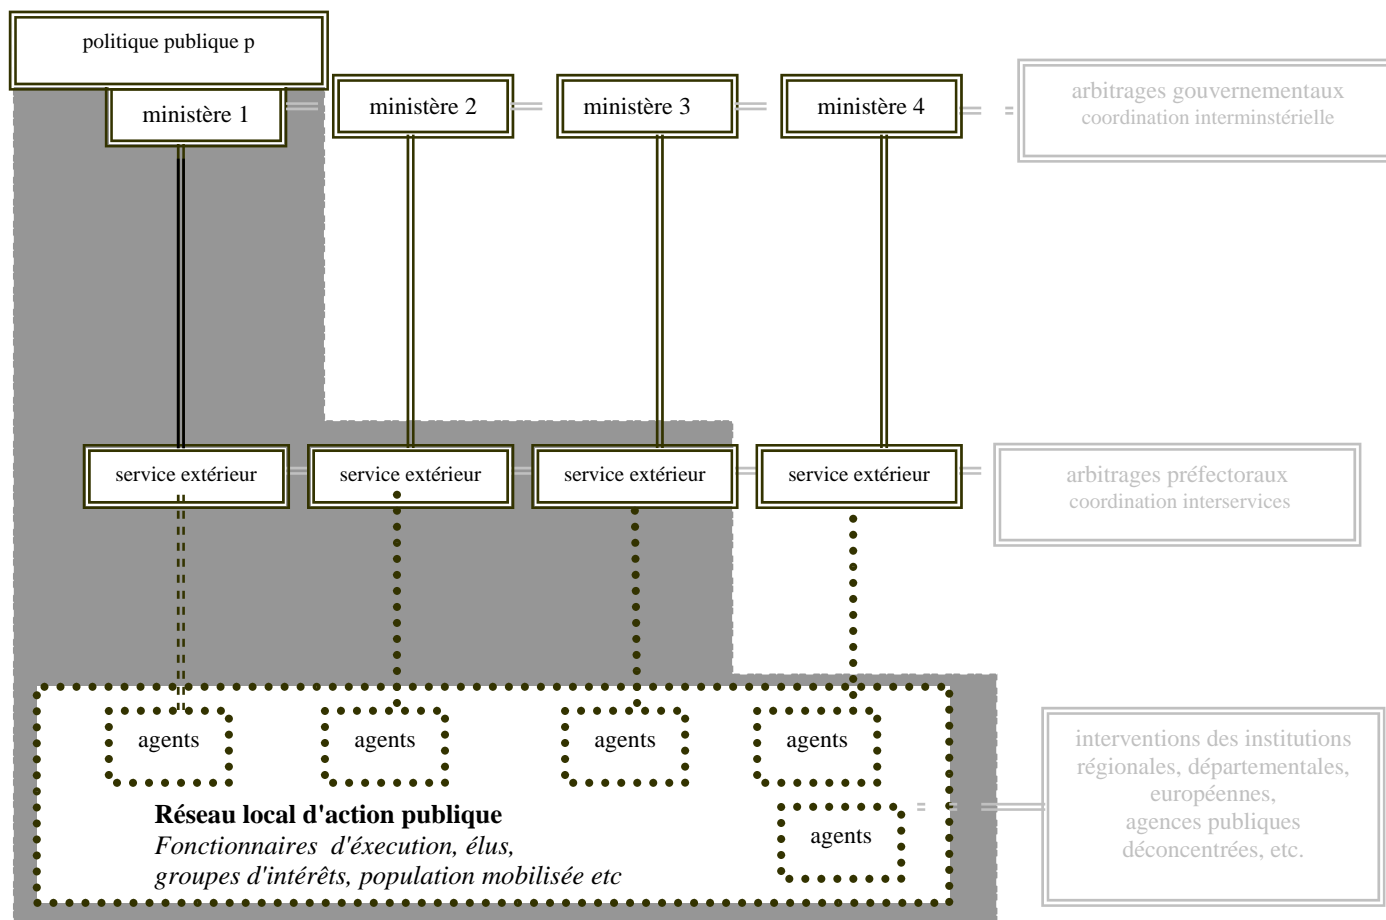 politique publique p
ministère 1
ministère 2
ministère 3
ministère 4
arbitrages gouvernementaux
coordination interminstérielle
service extérieur
service extérieur
service extérieur
service extérieur
arbitrages préfectoraux
coordination interservices
agents
agents
agents
agents
interventions des institutions
régionales, départementales,
européennes,
agences publiques
déconcentrées, etc.
Réseau local d'action publique
Fonctionnaires d'éxecution, élus,
groupes d'intérêts, population mobilisée etc
agents